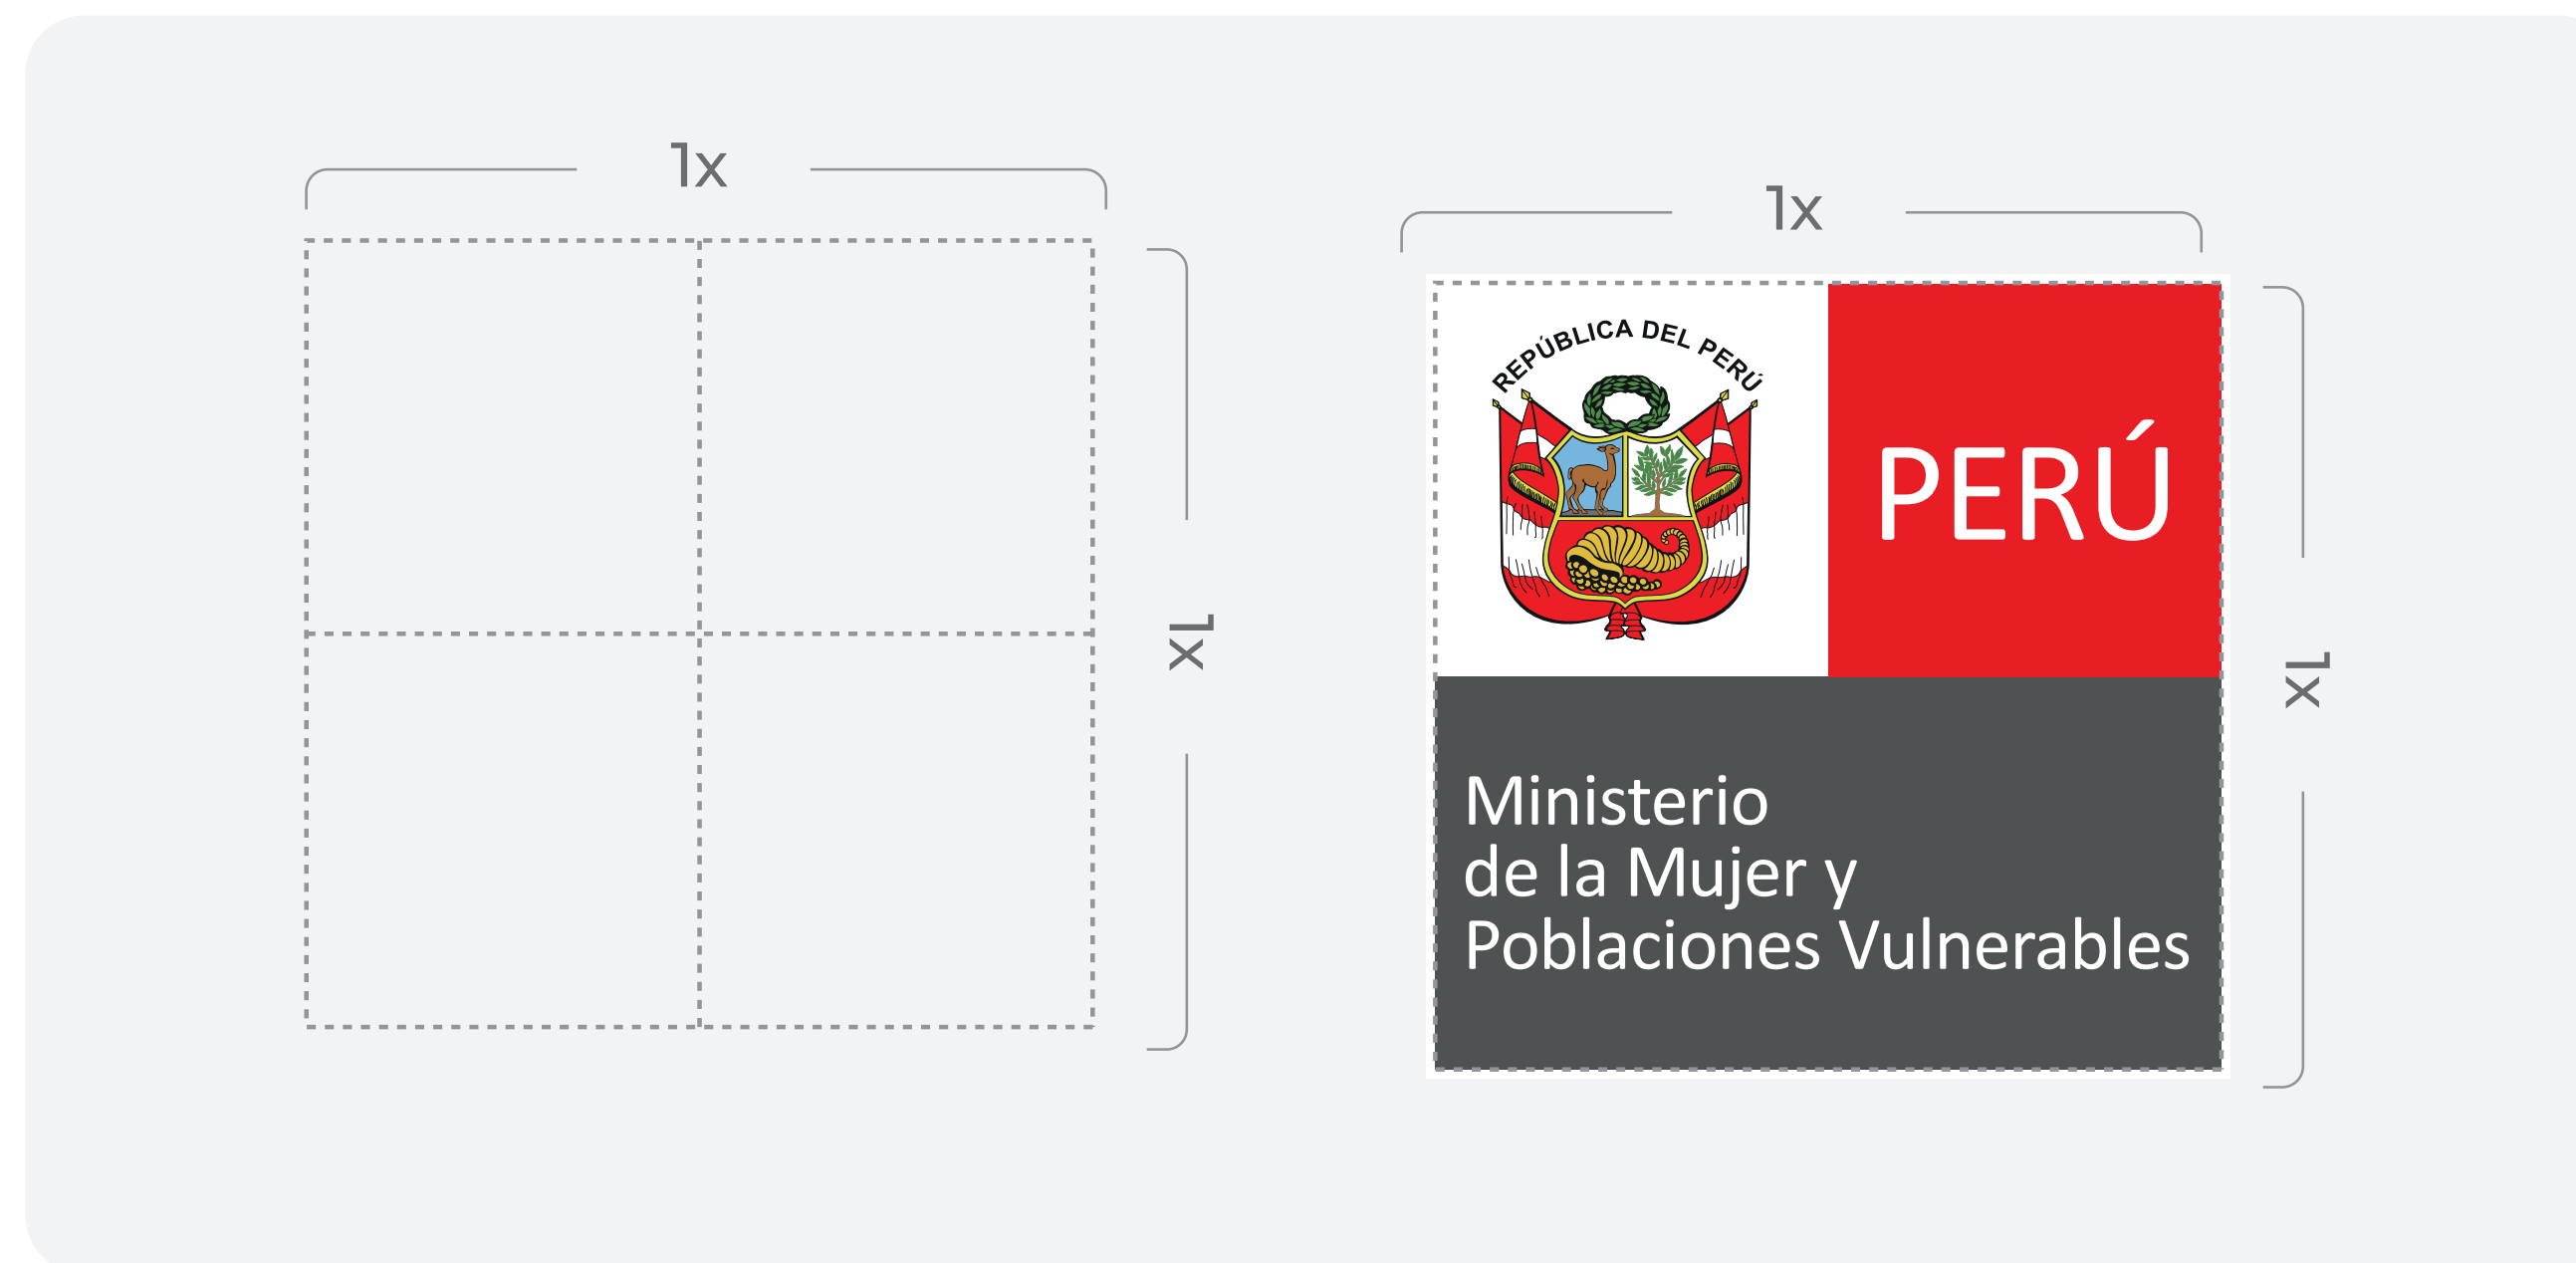 1x
1x
1x
1x
REPÚBLICA DEL PERÚ
PERÚ
Ministerio
de la Mujer y
Poblaciones Vulnerables